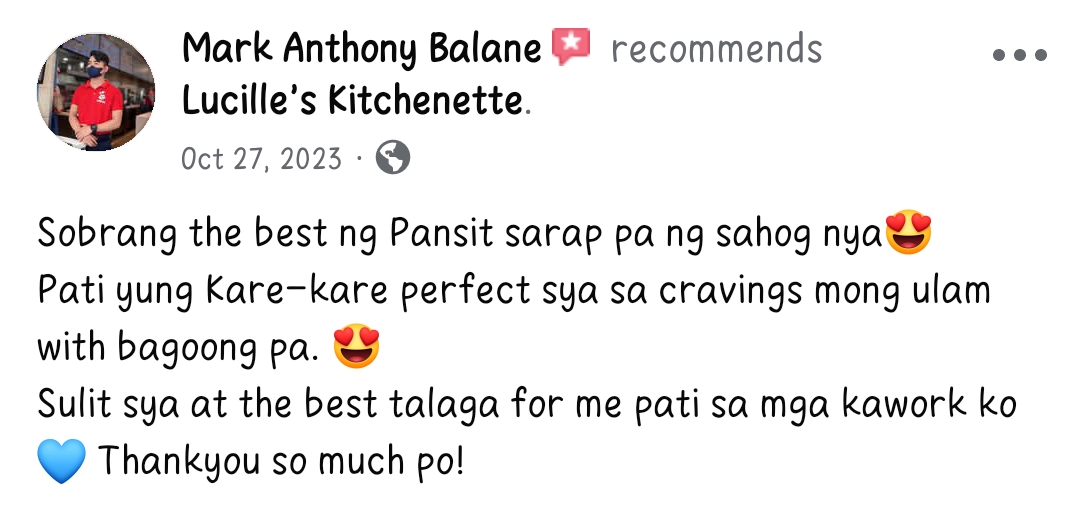 Mark Anthony Balane recommends
Lucille's Kitchenette.
Oct 27, 2023 ·
Sobrang the best ng Pansit sarap pa ng sahog nya😍
Pati yung Kare-kare perfect sya sa cravings mong ulam
with bagoong pa. 😍
Sulit sya at the best talaga for me pati sa mga kawork ko
💙 Thankyou so much po!